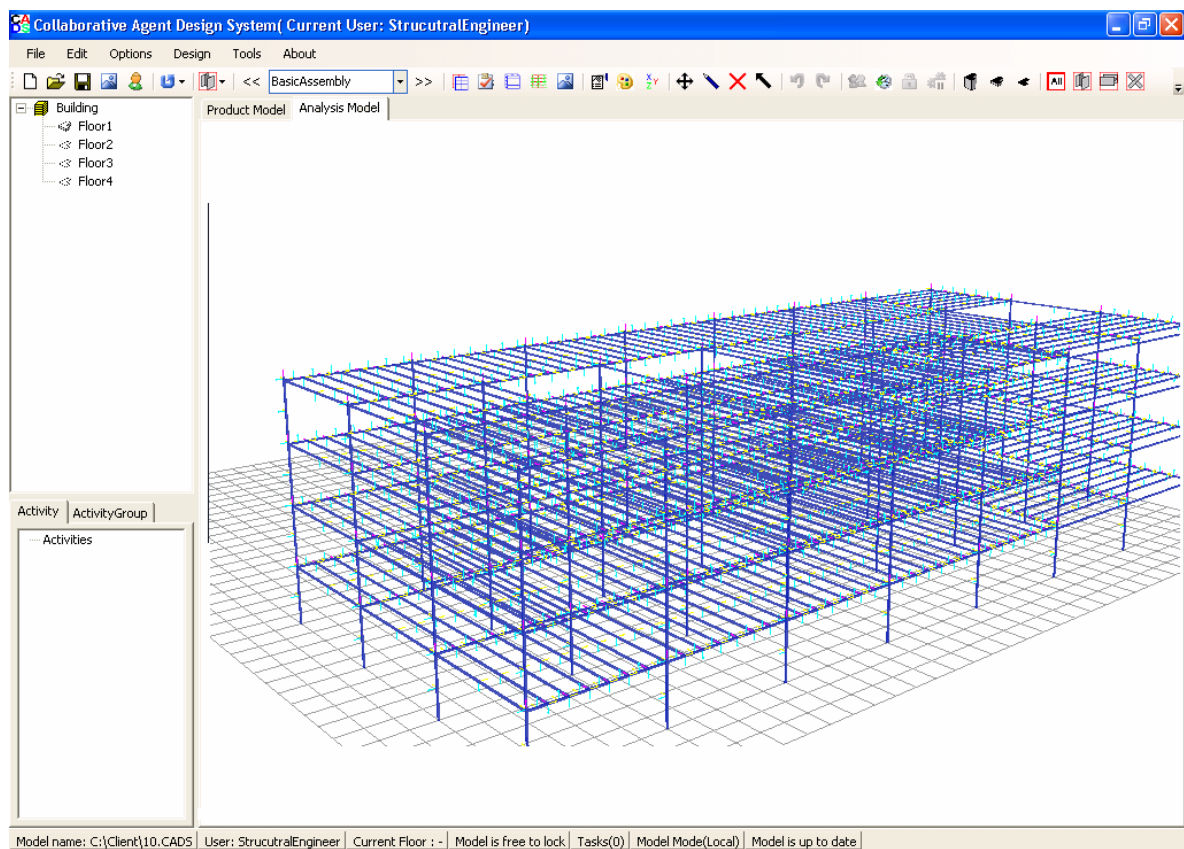 Collaborative Agent Design System( Current User: StrucutralEngineer)
File Edit Options Design Tools About
<< BasicAssembly >> All
Building
Floor1
Floor2
Floor3
Floor4
Product Model Analysis Model
Activity ActivityGroup
Activities
Model name: C:\Client\10.CADS User: StrucutralEngineer Current Floor : - Model is free to lock Tasks(0) Model Mode(Local) Model is up to date